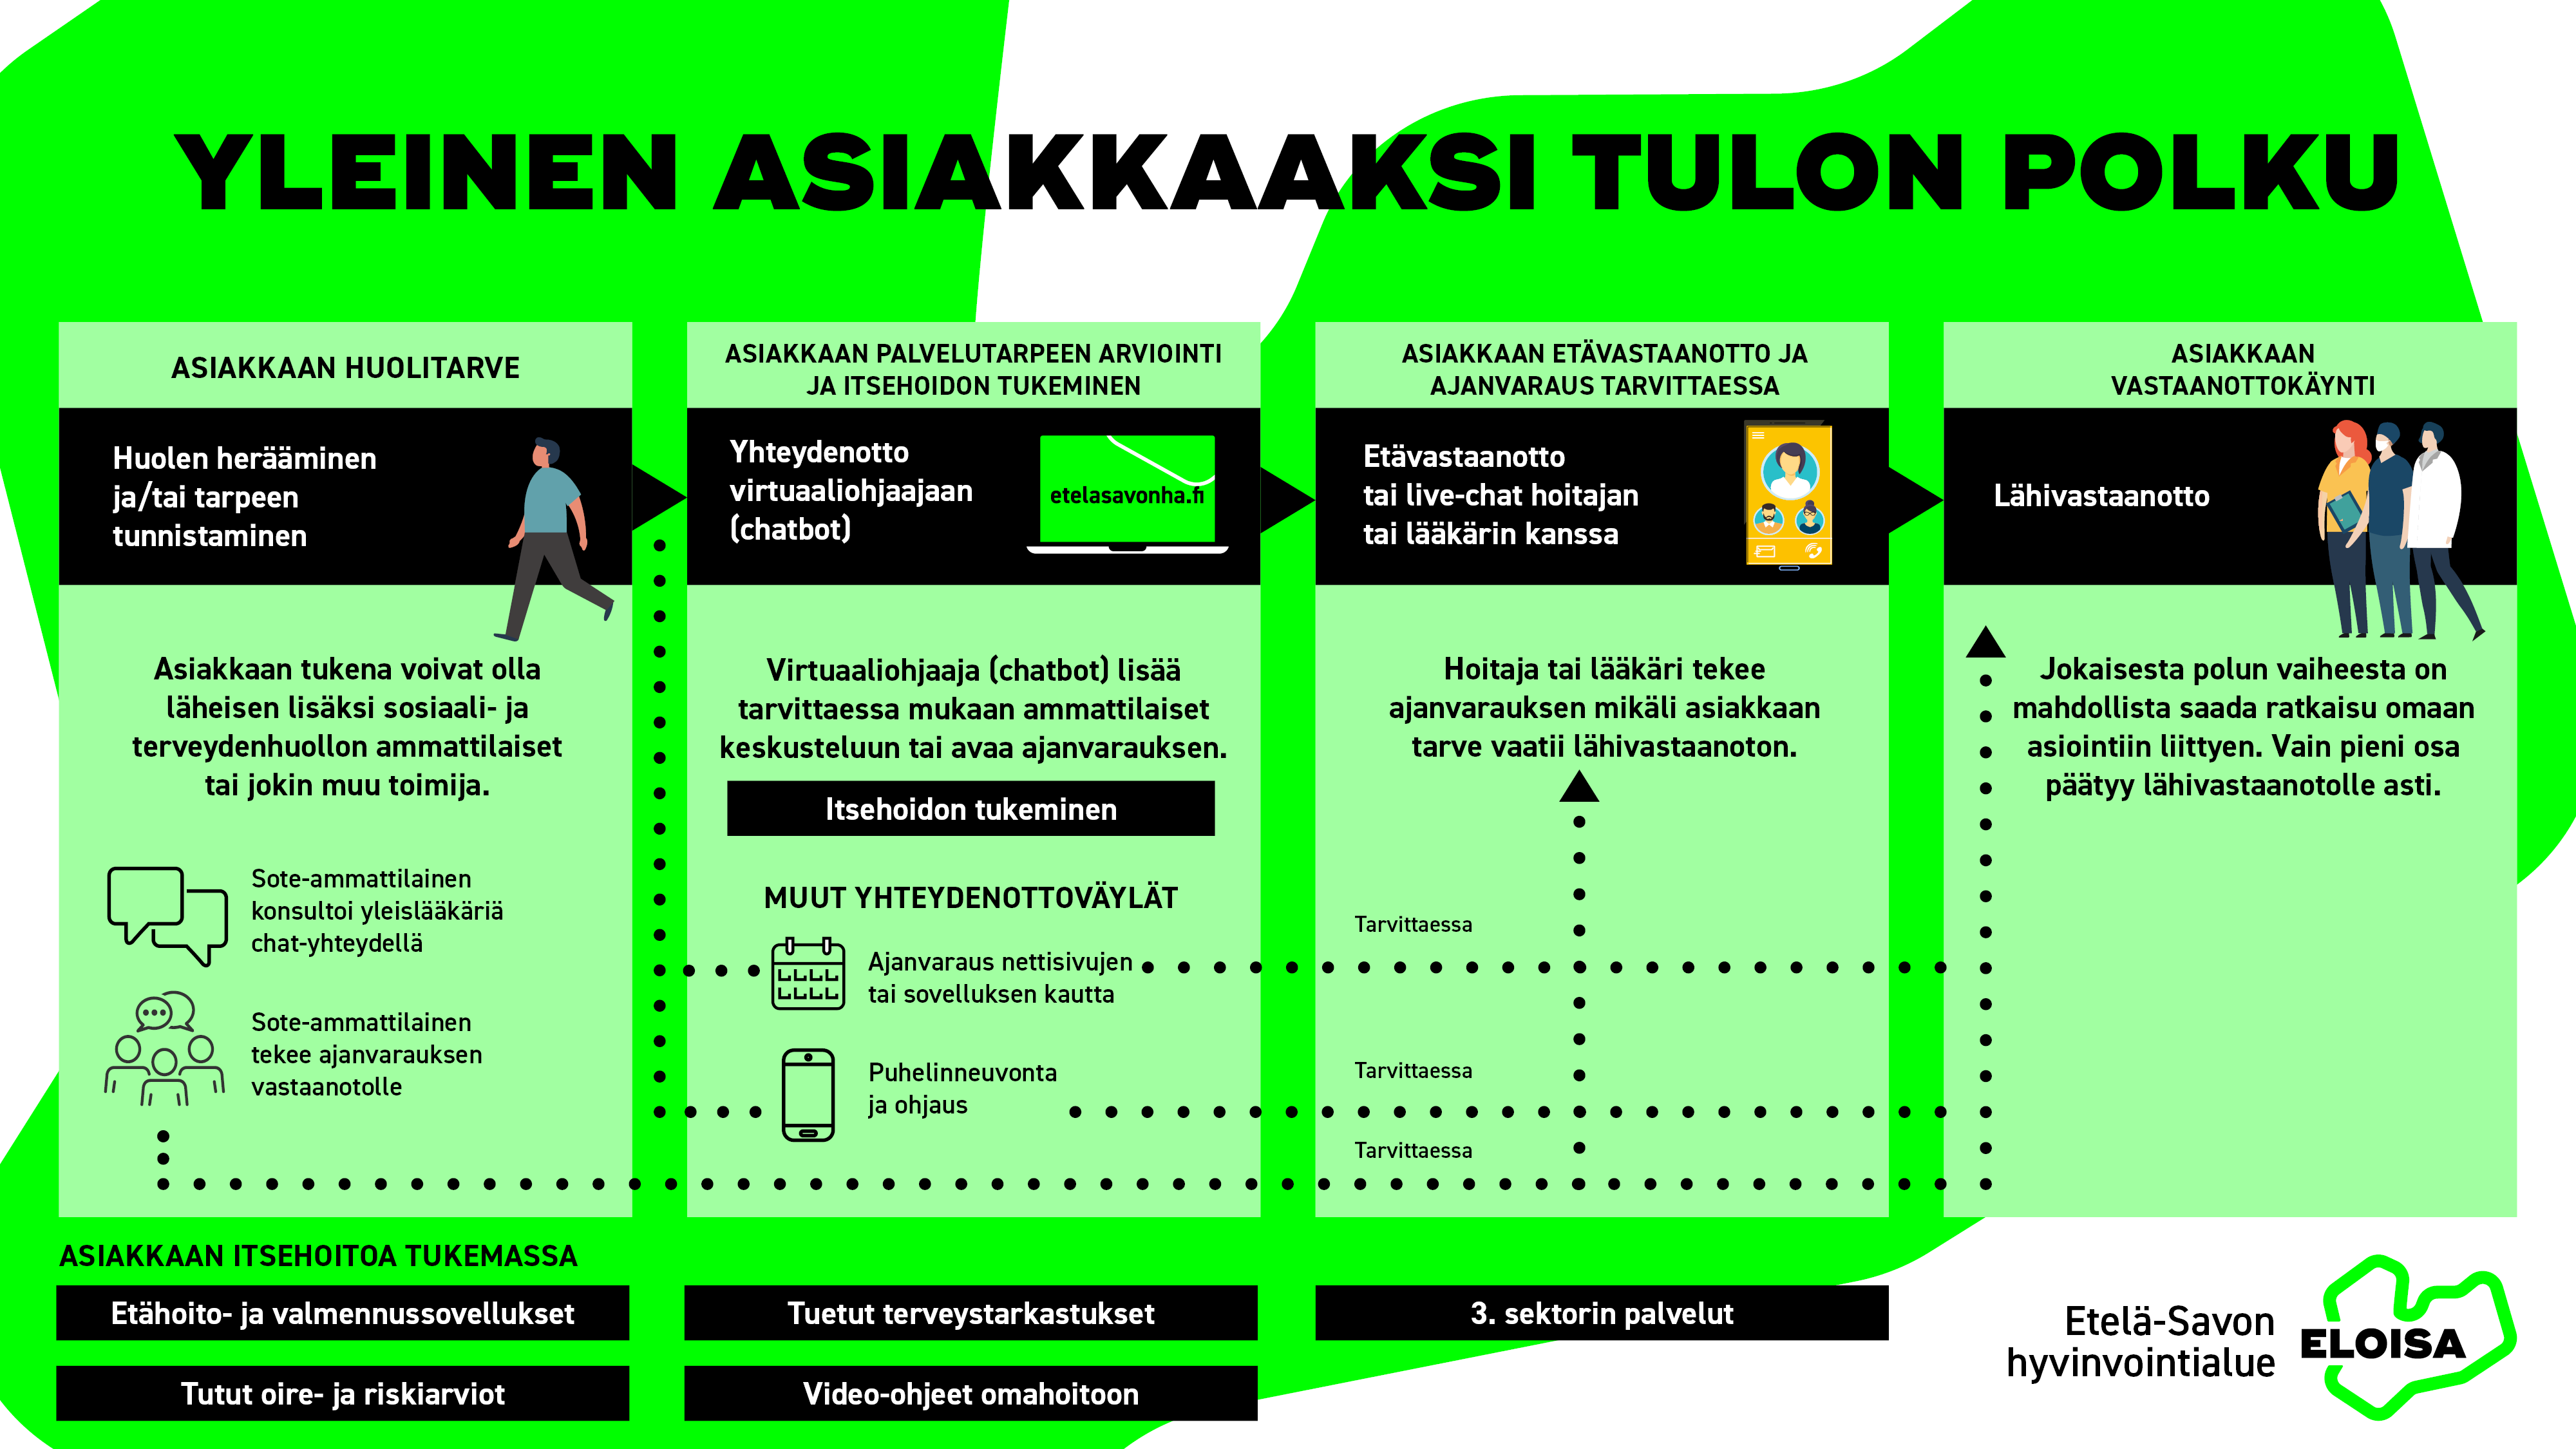 YLEINEN ASIAKKAAKSI TULON POLKU
ASIAKKAAN HUOLITARVE
Huolen herääminen
ja/tai tarpeen
tunnistaminen
Asiakkaan tukena voivat olla
läheisen lisäksi sosiaali- ja
terveydenhuollon ammattilaiset
tai jokin muu toimija.
Sote-ammattilainen
konsultoi yleislääkäriä
chat-yhteydellä
Sote-ammattilainen
tekee ajanvarauksen
vastaanotolle
ASIAKKAAN PALVELUTARPEEN ARVIOINTI
JA ITSEHOIDON TUKEMINEN
Yhteydenotto
virtuaaliohjaajaan
(chatbot)
etelasavonha.fi
Virtuaaliohjaaja (chatbot) lisää
tarvittaessa mukaan ammattilaiset
keskusteluun tai avaa ajanvarauksen.
Itsehoidon tukeminen
MUUT YHTEYDENOTTOVÄYLÄT
Ajanvaraus nettisivujen
tai sovelluksen kautta
Puhelinneuvonta
ja ohjaus
ASIAKKAAN ETÄVASTAANOTTO JA
AJANVARAUS TARVITTAESSA
Etävastaanotto
tai live-chat hoitajan
tai lääkärin kanssa
Hoitaja tai lääkäri tekee
ajanvarauksen mikäli asiakkaan
tarve vaatii lähivastaanoton.
Tarvittaessa
Tarvittaessa
Tarvittaessa
ASIAKKAAN
VASTAANOTTOKÄYNTI
Lähivastaanotto
Jokaisesta polun vaiheesta on
mahdollista saada ratkaisu omaan
asiointiin liittyen. Vain pieni osa
päätyy lähivastaanotolle asti.
ASIAKKAAN ITSEHOITOA TUKEMASSA
Etähoito- ja valmennussovellukset
Tuetut terveystarkastukset
3. sektorin palvelut
Tutut oire- ja riskiarviot
Video-ohjeet omahoitoon
Etelä-Savon
hyvinvointialue
ELOISA